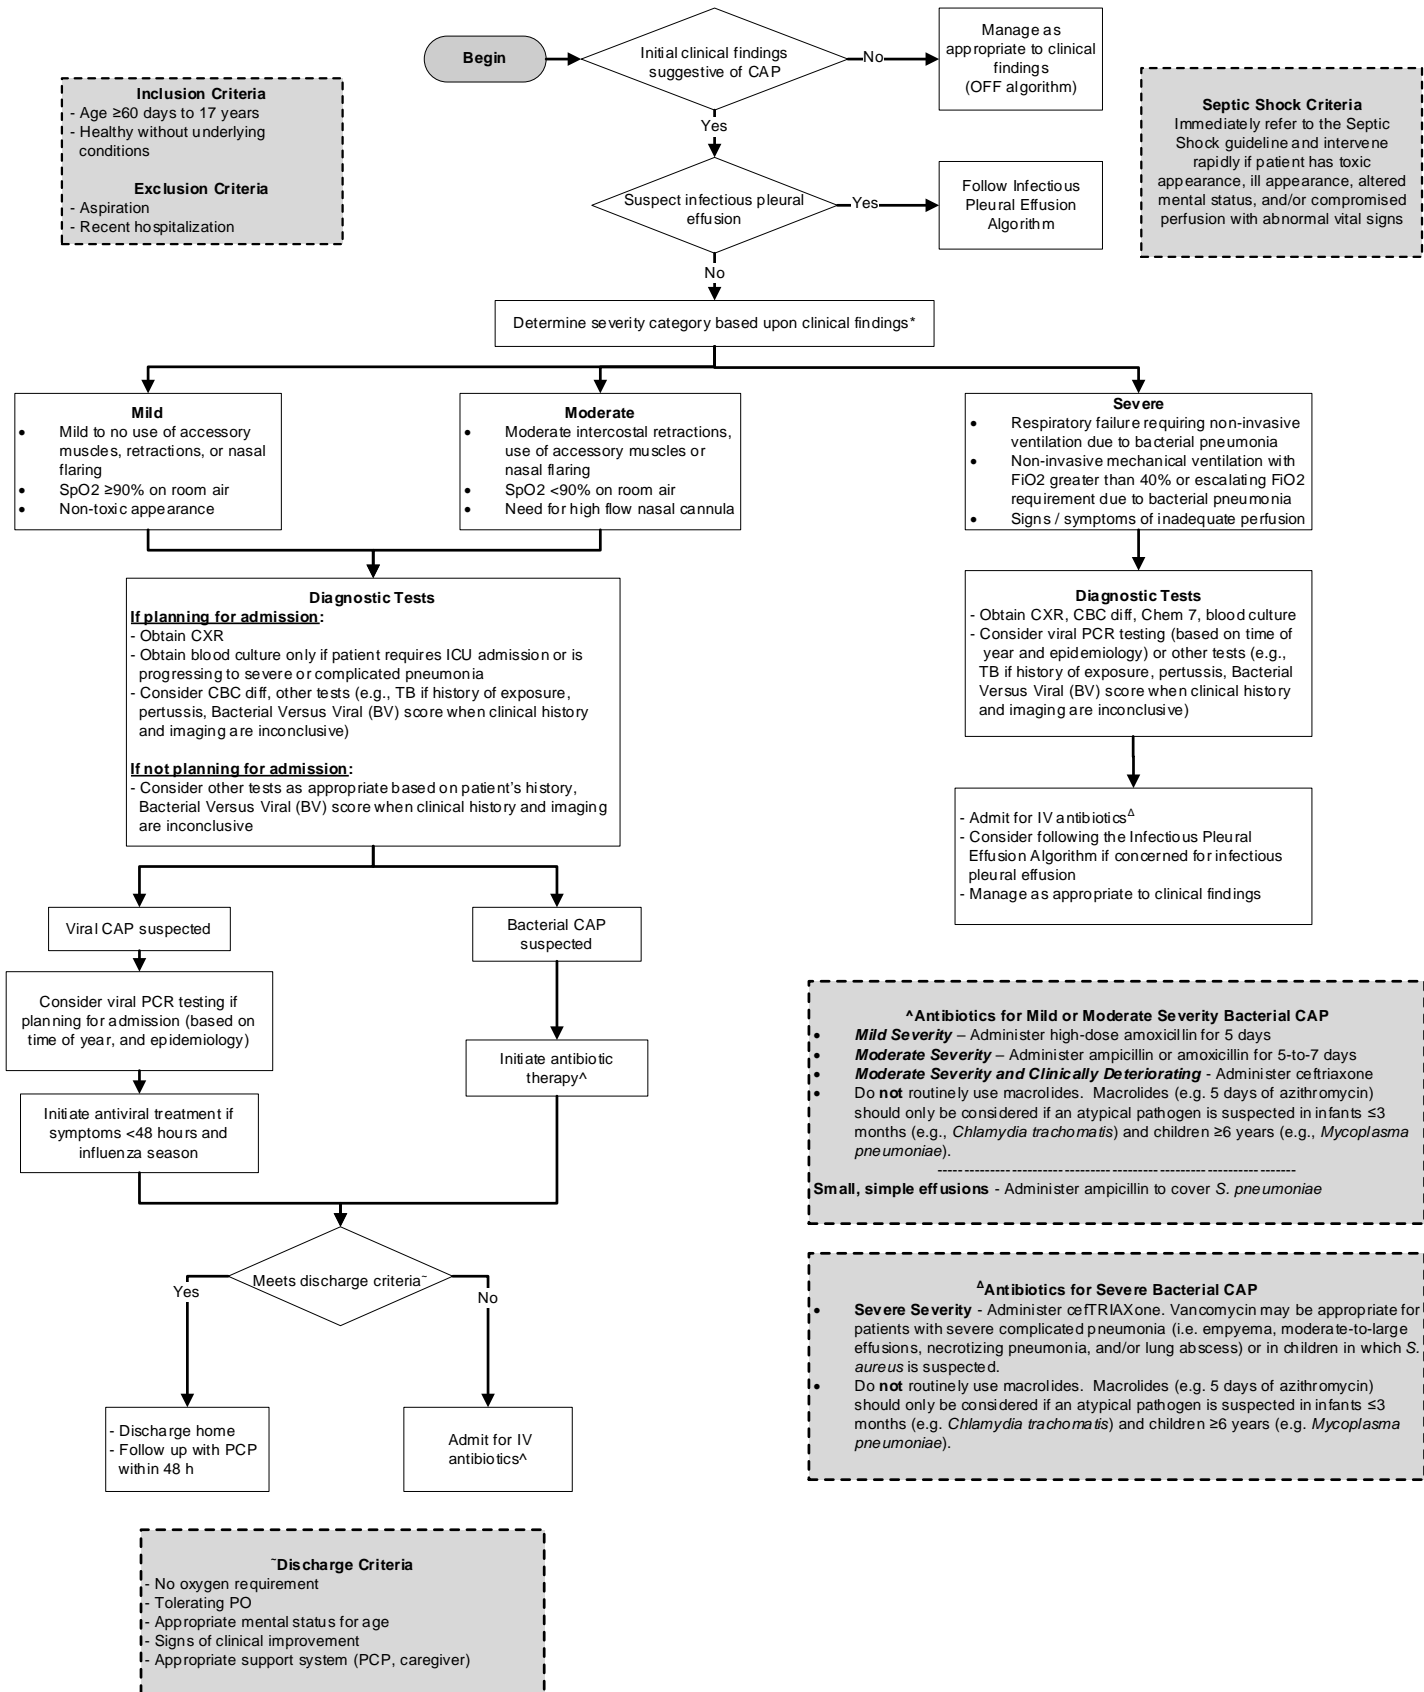 Begin
Initial clinical findings
suggestive of CAP
No
Manage as
appropriate to clinical
findings
(OFF algorithm)
Inclusion Criteria
- Age ≥60 days to 17 years
- Healthy without underlying
conditions
Exclusion Criteria
- Aspiration
- Recent hospitalization
Septic Shock Criteria
Immediately refer to the Septic
Shock guideline and intervene
rapidly if patient has toxic
appearance, ill appearance, altered
mental status, and/or compromised
perfusion with abnormal vital signs
Yes
Suspect infectious pleural
effusion
Yes
Follow Infectious
Pleural Effusion
Algorithm
No
Determine severity category based upon clinical findings*
Mild
• Mild to no use of accessory
muscles, retractions, or nasal
flaring
• SpO2 ≥90% on room air
• Non-toxic appearance
Moderate
• Moderate intercostal retractions,
use of accessory muscles or
nasal flaring
• SpO2 <90% on room air
• Need for high flow nasal cannula
Severe
• Respiratory failure requiring non-invasive
ventilation due to bacterial pneumonia
• Non-invasive mechanical ventilation with
FiO2 greater than 40% or escalating FiO2
requirement due to bacterial pneumonia
• Signs / symptoms of inadequate perfusion
Diagnostic Tests
If planning for admission:
- Obtain CXR
- Obtain blood culture only if patient requires ICU admission or is
progressing to severe or complicated pneumonia
- Consider CBC diff, other tests (e.g., TB if history of exposure,
pertussis, Bacterial Versus Viral (BV) score when clinical history
and imaging are inconclusive)
If not planning for admission:
- Consider other tests as appropriate based on patient's history,
Bacterial Versus Viral (BV) score when clinical history and imaging
are inconclusive
Diagnostic Tests
- Obtain CXR, CBC diff, Chem 7, blood culture
- Consider viral PCR testing (based on time of
year and epidemiology) or other tests (e.g.,
TB if history of exposure, pertussis, Bacterial
Versus Viral (BV) score when clinical history
and imaging are inconclusive)
- Admit for IV antibiotics^Δ
- Consider following the Infectious Pleural
Effusion Algorithm if concerned for infectious
pleural effusion
- Manage as appropriate to clinical findings
Viral CAP suspected
Bacterial CAP
suspected
Consider viral PCR testing if
planning for admission (based on
time of year, and epidemiology)
Initiate antibiotic
therapy^
Initiate antiviral treatment if
symptoms <48 hours and
influenza season
^Antibiotics for Mild or Moderate Severity Bacterial CAP
• Mild Severity – Administer high-dose amoxicillin for 5 days
• Moderate Severity – Administer ampicillin or amoxicillin for 5-to-7 days
• Moderate Severity and Clinically Deteriorating - Administer ceftriaxone
• Do not routinely use macrolides. Macrolides (e.g. 5 days of azithromycin)
should only be considered if an atypical pathogen is suspected in infants ≤3
months (e.g., Chlamydia trachomatis) and children ≥6 years (e.g., Mycoplasma
pneumoniae).
Small, simple effusions - Administer ampicillin to cover S. pneumoniae
Meets discharge criteria~
Yes
No
ΔAntibiotics for Severe Bacterial CAP
• Severe Severity - Administer cefTRIAXone. Vancomycin may be appropriate for
patients with severe complicated pneumonia (i.e. empyema, moderate-to-large
effusions, necrotizing pneumonia, and/or lung abscess) or in children in which S.
aureus is suspected.
• Do not routinely use macrolides. Macrolides (e.g. 5 days of azithromycin)
should only be considered if an atypical pathogen is suspected in infants ≤3
months (e.g. Chlamydia trachomatis) and children ≥6 years (e.g. Mycoplasma
pneumoniae).
- Discharge home
- Follow up with PCP
within 48 h
Admit for IV
antibiotics^
~Discharge Criteria
- No oxygen requirement
- Tolerating PO
- Appropriate mental status for age
- Signs of clinical improvement
- Appropriate support system (PCP, caregiver)